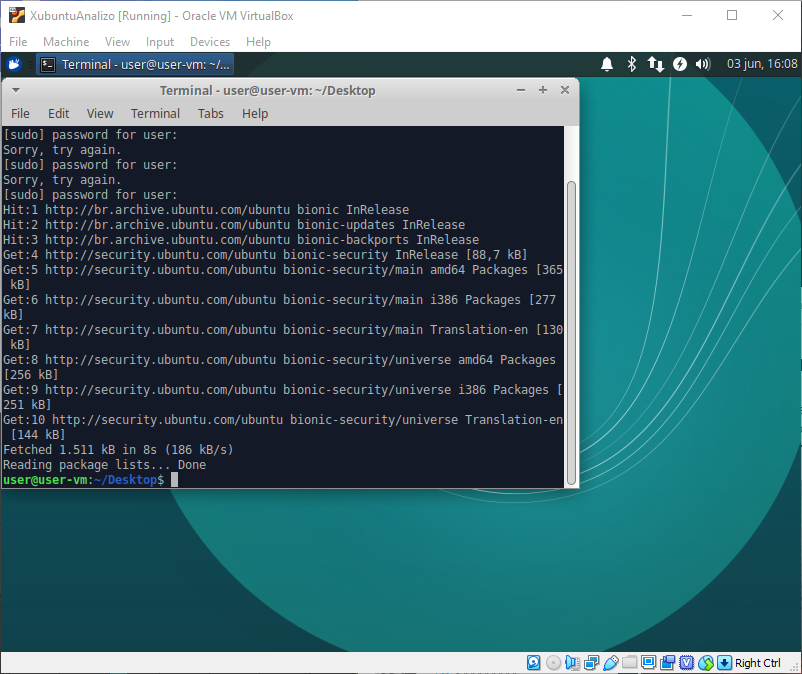 XubuntuAnalizo [Running] - Oracle VM VirtualBox
File Machine View Input Devices Help
Terminal - user@user-vm: ~/... 03 jun, 16:08
Terminal - user@user-vm: ~/Desktop
File Edit View Terminal Tabs Help
[sudo] password for user:
Sorry, try again.
[sudo] password for user:
Sorry, try again.
[sudo] password for user:
Hit:1 http://br.archive.ubuntu.com/ubuntu bionic InRelease
Hit:2 http://br.archive.ubuntu.com/ubuntu bionic-updates InRelease
Hit:3 http://br.archive.ubuntu.com/ubuntu bionic-backports InRelease
Get:4 http://security.ubuntu.com/ubuntu bionic-security InRelease [88,7 kB]
Get:5 http://security.ubuntu.com/ubuntu bionic-security/main amd64 Packages [365
kB]
Get:6 http://security.ubuntu.com/ubuntu bionic-security/main i386 Packages [277
kB]
Get:7 http://security.ubuntu.com/ubuntu bionic-security/main Translation-en [130
kB]
Get:8 http://security.ubuntu.com/ubuntu bionic-security/universe amd64 Packages
[256 kB]
Get:9 http://security.ubuntu.com/ubuntu bionic-security/universe i386 Packages [
251 kB]
Get:10 http://security.ubuntu.com/ubuntu bionic-security/universe Translation-en
[144 kB]
Fetched 1.511 kB in 8s (186 kB/s)
Reading package lists... Done
user@user-vm:~/Desktop$
Right Ctrl